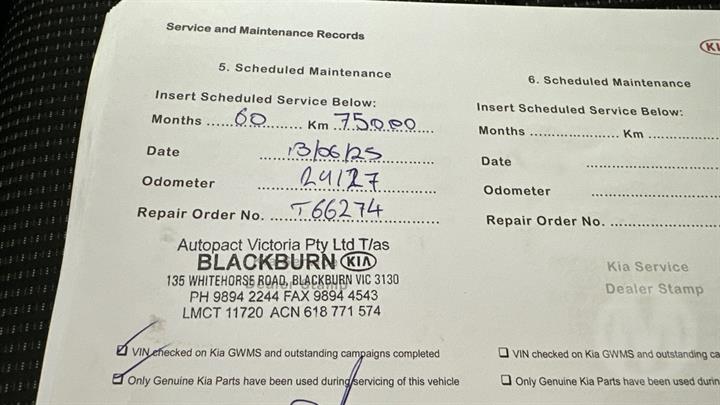 Service and Maintenance Records
KIA
5. Scheduled Maintenance
Insert Scheduled Service Below:
Months 60 Km 75000
Date 13/06/25
Odometer 24127
Repair Order No. T66274
Autopact Victoria Pty Ltd T/as
BLACKBURN KIA
135 WHITEHORSE ROAD, BLACKBURN VIC 3130
PH 9894 2244 FAX 9894 4543
LMCT 11720 ACN 618 771 574
VIN checked on Kia GWMS and outstanding campaigns completed
Only Genuine Kia Parts have been used during servicing of this vehicle
6. Scheduled Maintenance
Insert Scheduled Service Below:
Months Km
Date
Odometer
Repair Order No.
Kia Service
Dealer Stamp
VIN checked on Kia GWMS and outstanding ca
Only Genuine Kia Parts have been used durin